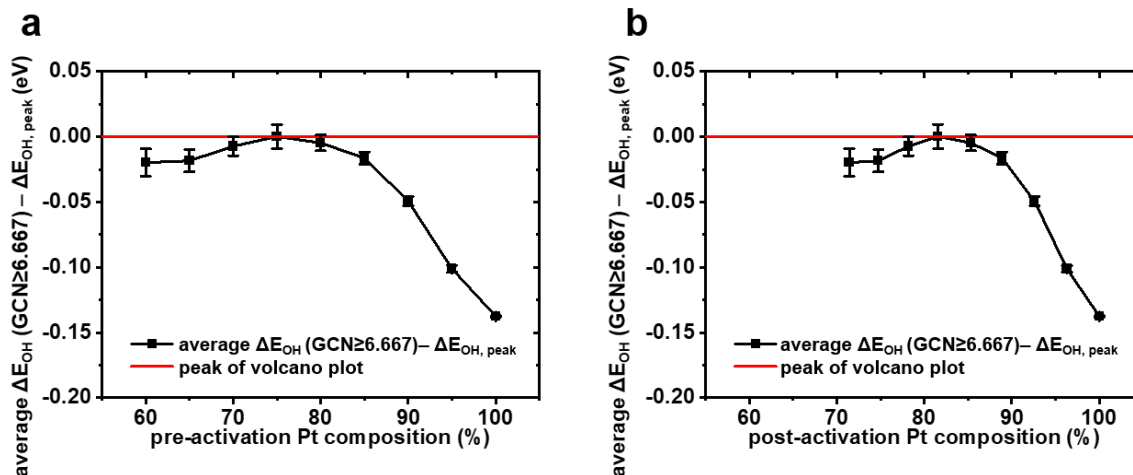 a
average ΔE_OH (GCN≥6.667) – ΔE_OH, peak (eV)
0.05
0.00
-0.05
-0.10
-0.15
-0.20
average ΔE_OH (GCN≥6.667)– ΔE_OH, peak
peak of volcano plot
60 70 80 90 100
pre-activation Pt composition (%)
b
average ΔE_OH (GCN≥6.667) – ΔE_OH, peak (eV)
0.05
0.00
-0.05
-0.10
-0.15
-0.20
average ΔE_OH (GCN≥6.667)– ΔE_OH, peak
peak of volcano plot
60 70 80 90 100
post-activation Pt composition (%)